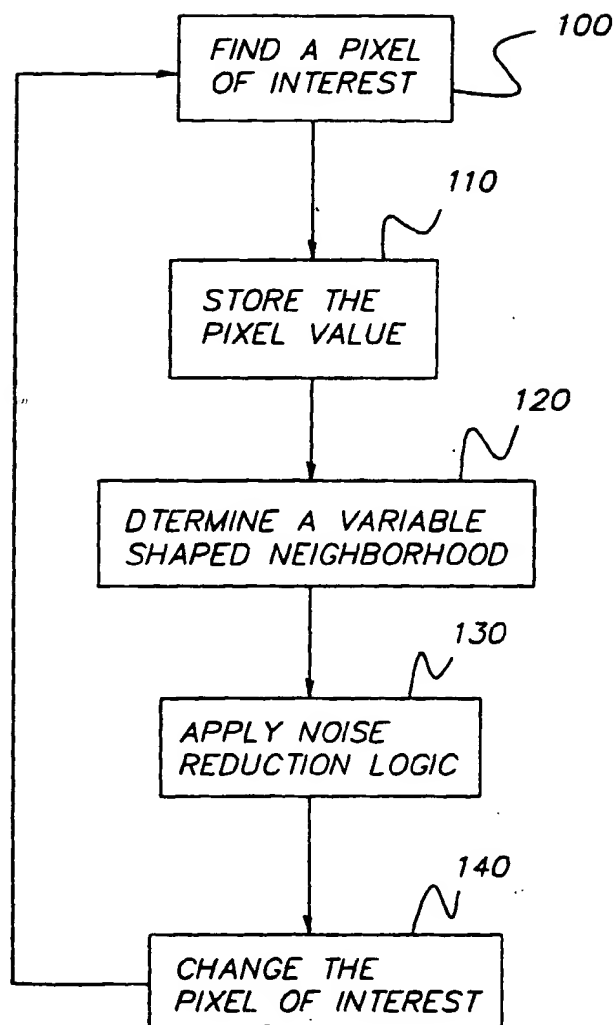 100
FIND A PIXEL
OF INTEREST
110
STORE THE
PIXEL VALUE
120
DTERMINE A VARIABLE
SHAPED NEIGHBORHOOD
130
APPLY NOISE
REDUCTION LOGIC
140
CHANGE THE
PIXEL OF INTEREST